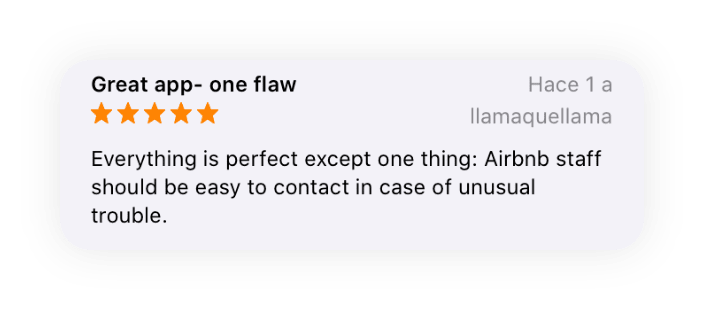 Great app- one flaw
Hace 1 a
llamaquellama
Everything is perfect except one thing: Airbnb staff
should be easy to contact in case of unusual
trouble.